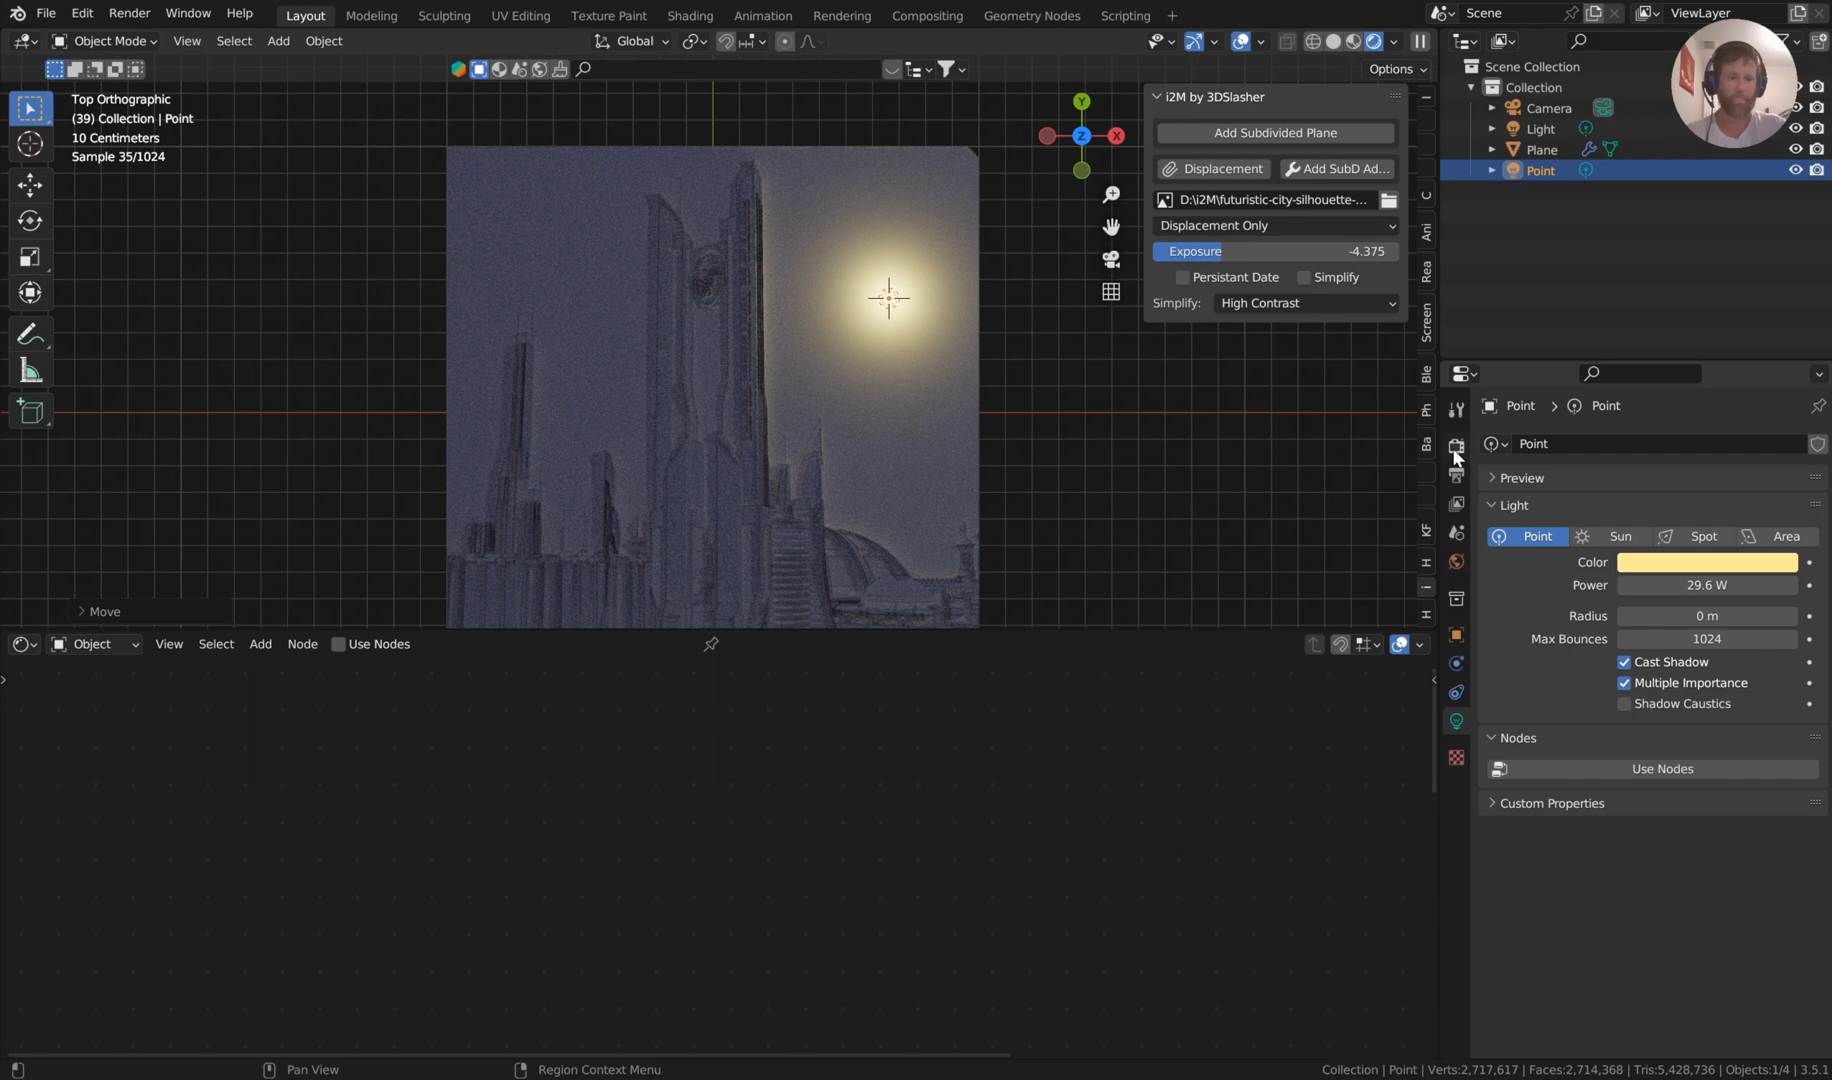 File Edit Render Window Help Layout Modeling Sculpting UV Editing Texture Paint Shading Animation Rendering Compositing Geometry Nodes Scripting + Scene ViewLayer
Object Mode View Select Add Object Global
Options
Top Orthographic
(39) Collection | Point
10 Centimeters
Sample 35/1024
Y
Z
X
i2M by 3DSlasher
Add Subdivided Plane
Displacement Add SubD Ad...
D:\i2M\futuristic-city-silhouette-...
Displacement Only
Exposure -4.375
Persistant Date Simplify
Simplify: High Contrast
C
Ani
Rea
Screen
Ble
Ph
Ba
KF
H
I
H
Scene Collection
Collection
Camera
Light
Plane
Point
Point > Point
Point
Preview
Light
Point Sun Spot Area
Color
Power 29.6 W
Radius 0 m
Max Bounces 1024
Cast Shadow
Multiple Importance
Shadow Caustics
Nodes
Use Nodes
Custom Properties
Move
Object View Select Add Node Use Nodes
Pan View Region Context Menu Collection | Point | Verts:2,717,617 | Faces:2,714,368 | Tris:5,428,736 | Objects:1/4 | 3.5.1